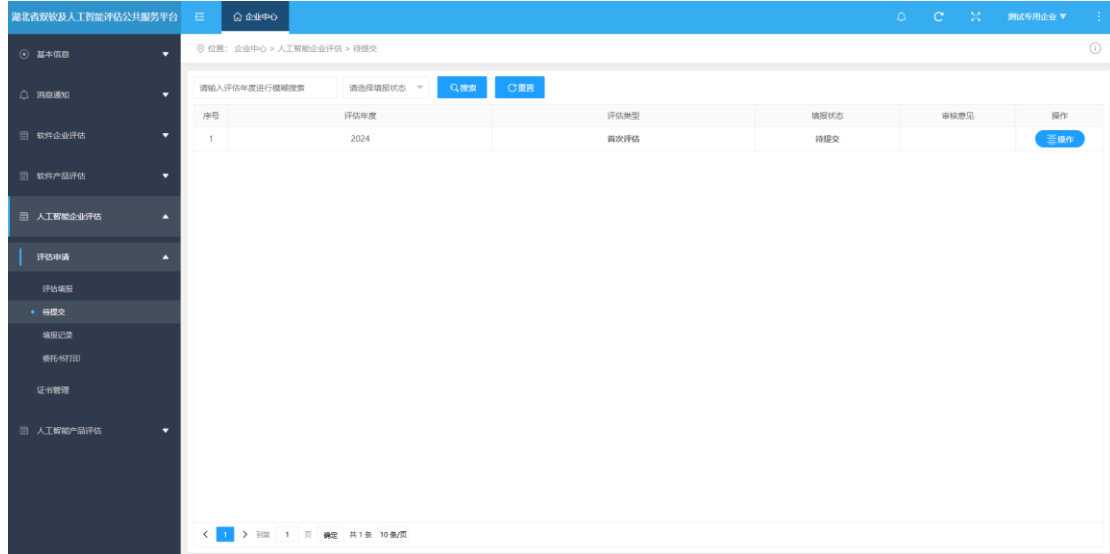 湖北省双软及人工智能评估公共服务平台
企业中心
测试专用企业
基本信息
位置: 企业中心 > 人工智能企业评估 > 待提交
消息通知
请输入评估年度进行模糊搜索 请选择填报状态 搜索 重置
软件企业评估
序号 评估年度 评估类型 填报状态 审核意见 操作
1 2024 首次评估 待提交 操作
软件产品评估
人工智能企业评估
评估申请
评估填报
待提交
填报记录
委托书打印
证书管理
人工智能产品评估
1 到第 1 页 确定 共 1 条 10 条/页